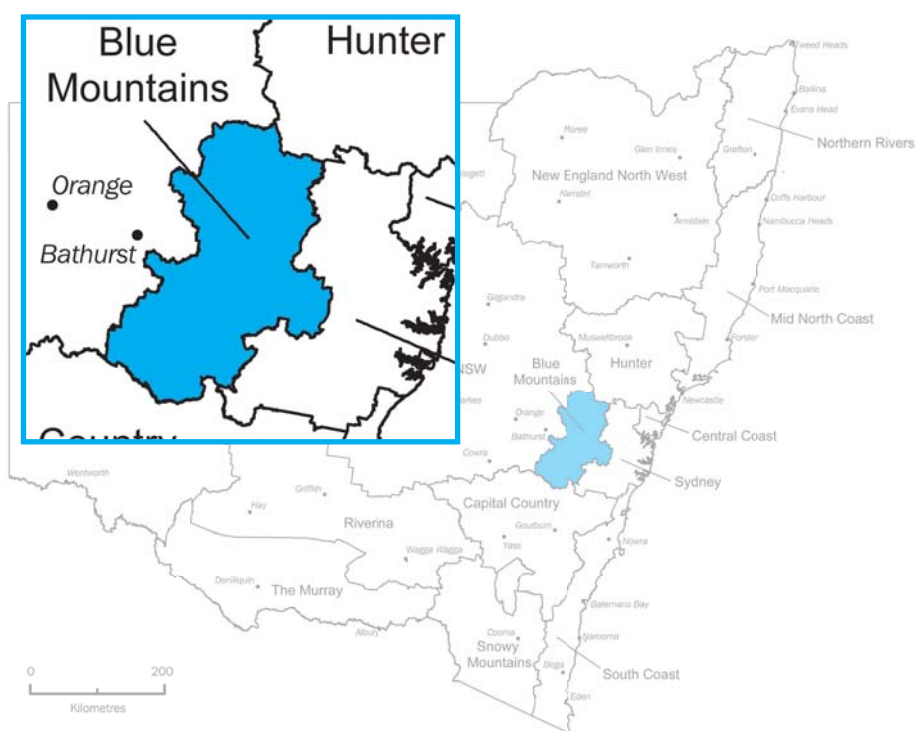 Blue
Mountains
Hunter
Orange
Bathurst
Country
Tweed Heads
Ballina
Evans Head
Northern Rivers
Moree
Glen Innes
Grafton
New England North West
Narrabri
Coffs Harbour
Armidale
Nambucca Heads
Tamworth
Port Macquarie
Gilgandra
Mid North Coast
Dubbo
Muswellbrook
Forster
NSW
Blue
Mountains
Hunter
Newcastle
Orange
Bathurst
Central Coast
Cowra
Sydney
Wentworth
Griffith
Capital Country
Hay
Riverina
Goulburn
Yass
Nowra
Wagga Wagga
Deniliquin
The Murray
Batemans Bay
Albury
Cooma
Narooma
Snowy
Mountains
Bega
South Coast
Eden
0 200
Kilometres